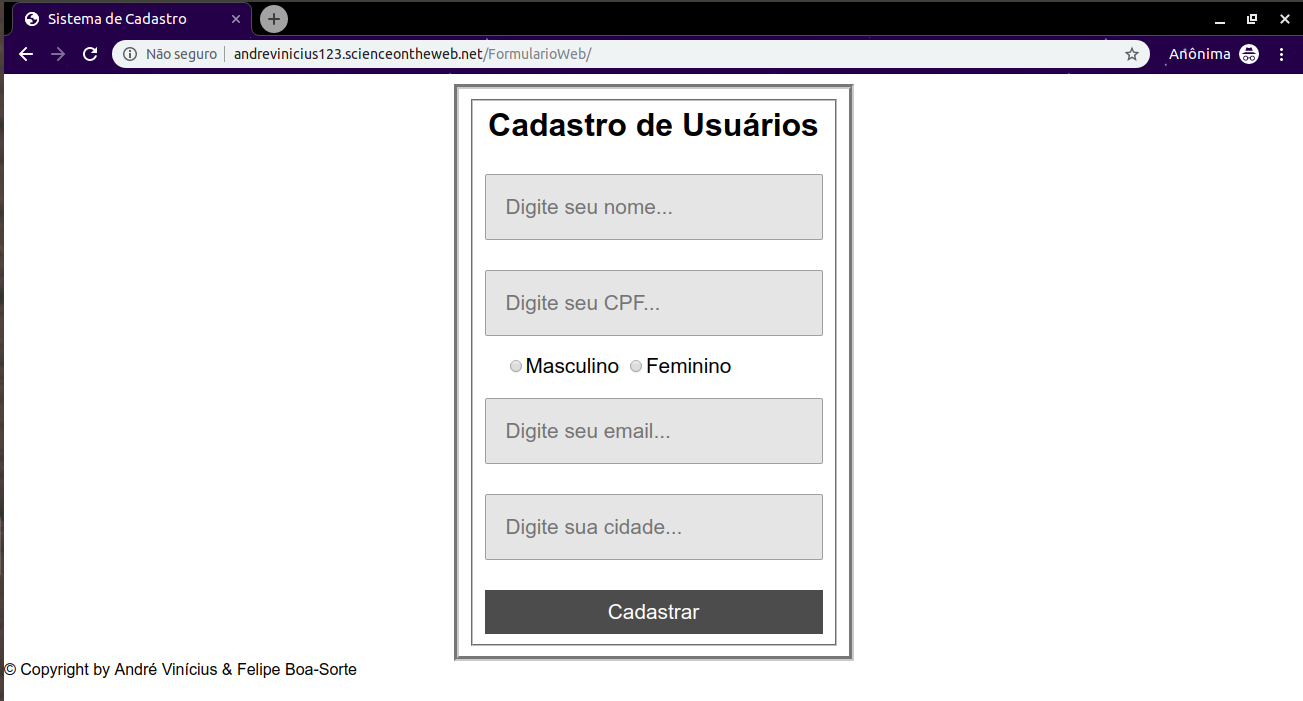 Sistema de Cadastro
Não seguro andrevinicius123.scienceontheweb.net/FormularioWeb/ Anônima
Cadastro de Usuários
Digite seu nome...
Digite seu CPF...
Masculino Feminino
Digite seu email...
Digite sua cidade...
Cadastrar
© Copyright by André Vinícius & Felipe Boa-Sorte